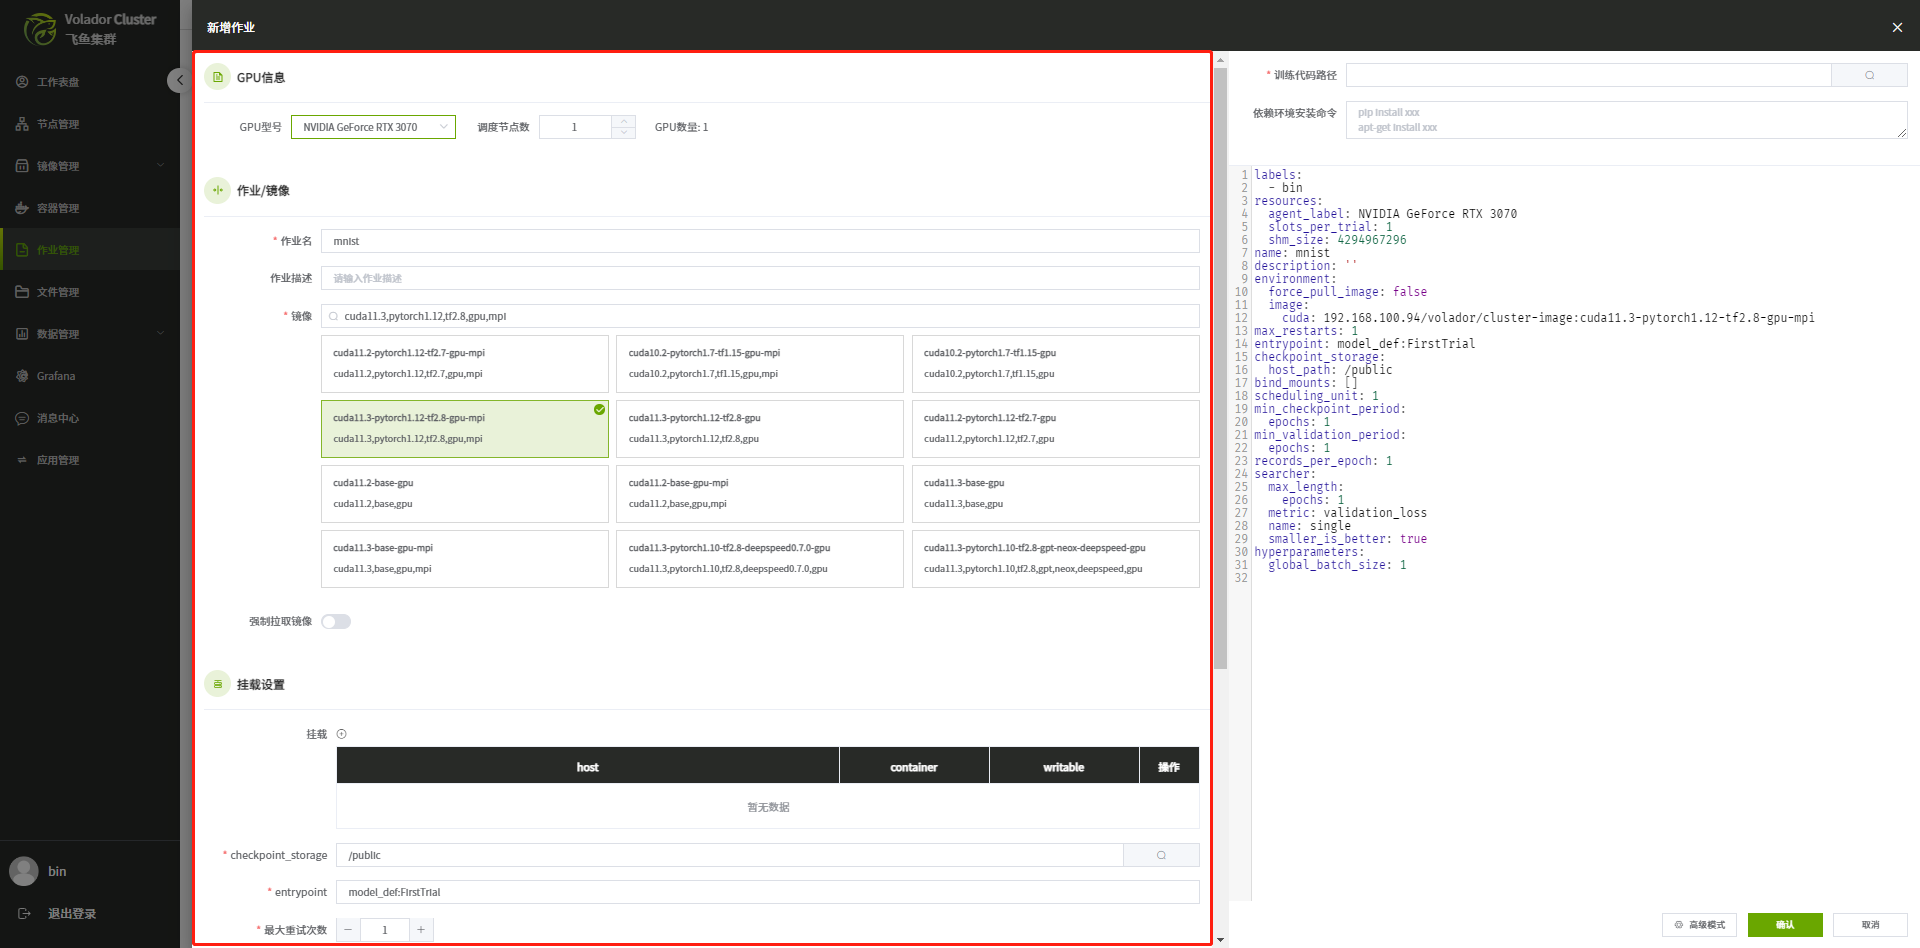 Volador Cluster
飞鱼集群
工作表盘
节点管理
镜像管理
容器管理
作业管理
文件管理
数据管理
Grafana
消息中心
应用管理
bin
退出登录
新增作业
GPU信息
GPU型号
NVIDIA GeForce RTX 3070
调度节点数
1
GPU数量: 1
作业/镜像
* 作业名
mnist
作业描述
请输入作业描述
* 镜像
cuda11.3,pytorch1.12,tf2.8,gpu,mpi
cuda11.2-pytorch1.12-tf2.7-gpu-mpi
cuda11.2,pytorch1.12,tf2.7,gpu,mpi
cuda10.2-pytorch1.7-tf1.15-gpu-mpi
cuda10.2,pytorch1.7,tf1.15,gpu,mpi
cuda10.2-pytorch1.7-tf1.15-gpu
cuda10.2,pytorch1.7,tf1.15,gpu
cuda11.3-pytorch1.12-tf2.8-gpu-mpi
cuda11.3,pytorch1.12,tf2.8,gpu,mpi
cuda11.3-pytorch1.12-tf2.8-gpu
cuda11.3,pytorch1.12,tf2.8,gpu
cuda11.2-pytorch1.12-tf2.7-gpu
cuda11.2,pytorch1.12,tf2.7,gpu
cuda11.2-base-gpu
cuda11.2,base,gpu
cuda11.2-base-gpu-mpi
cuda11.2,base,gpu,mpi
cuda11.3-base-gpu
cuda11.3,base,gpu
cuda11.3-base-gpu-mpi
cuda11.3,base,gpu,mpi
cuda11.3-pytorch1.10-tf2.8-deepspeed0.7.0-gpu
cuda11.3,pytorch1.10,tf2.8,deepspeed0.7.0,gpu
cuda11.3-pytorch1.10-tf2.8-gpt-neox-deepspeed-gpu
cuda11.3,pytorch1.10,tf2.8,gpt,neox,deepspeed,gpu
强制拉取镜像
挂载设置
挂载
host
container
writable
操作
暂无数据
* checkpoint_storage
/public
* entrypoint
model_def:FirstTrial
* 最大重试次数
− 1 +
* 训练代码路径
依赖环境安装命令
pip install xxx
apt-get install xxx
1 labels:
2   - bin
3 resources:
4   agent_label: NVIDIA GeForce RTX 3070
5   slots_per_trial: 1
6   shm_size: 4294967296
7 name: mnist
8 description: ''
9 environment:
10   force_pull_image: false
11   image:
12     cuda: 192.168.100.94/volador/cluster-image:cuda11.3-pytorch1.12-tf2.8-gpu-mpi
13 max_restarts: 1
14 entrypoint: model_def:FirstTrial
15 checkpoint_storage:
16   host_path: /public
17 bind_mounts: []
18 scheduling_unit: 1
19 min_checkpoint_period:
20   epochs: 1
21 min_validation_period:
22   epochs: 1
23 records_per_epoch: 1
24 searcher:
25   max_length:
26     epochs: 1
27   metric: validation_loss
28   name: single
29   smaller_is_better: true
30 hyperparameters:
31   global_batch_size: 1
32
高级模式
确认
取消